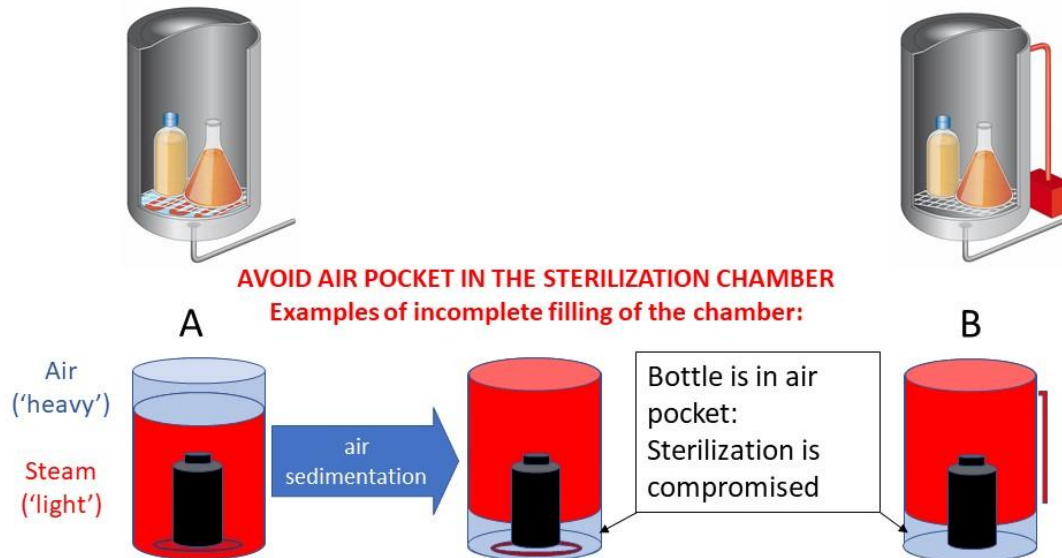 AVOID AIR POCKET IN THE STERILIZATION CHAMBER
Examples of incomplete filling of the chamber:
A
B
Air
(‘heavy’)
Steam
(‘light’)
air
sedimentation
Bottle is in air
pocket:
Sterilization is
compromised